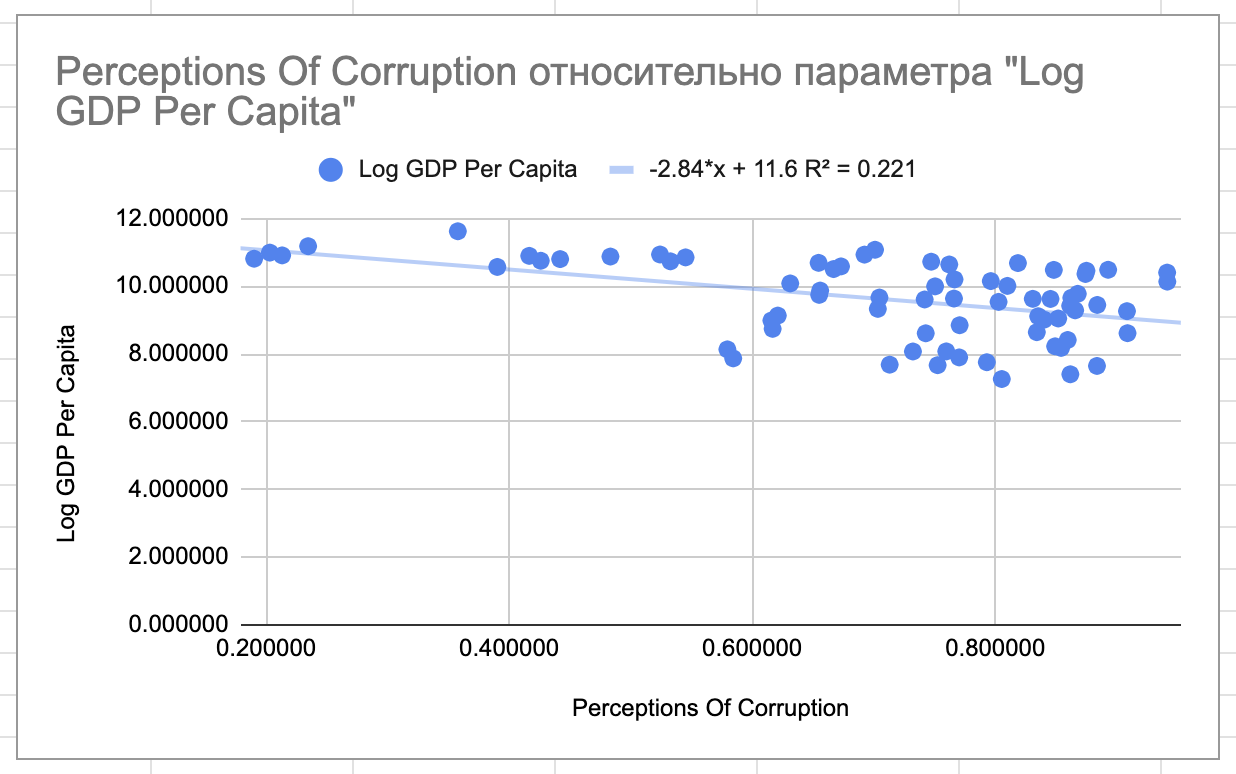 Perceptions Of Corruption относительно параметра "Log
GDP Per Capita"
Log GDP Per Capita
-2.84*x + 11.6 R² = 0.221
12.000000
10.000000
8.000000
6.000000
4.000000
2.000000
0.000000
Log GDP Per Capita
0.200000
0.400000
0.600000
0.800000
Perceptions Of Corruption